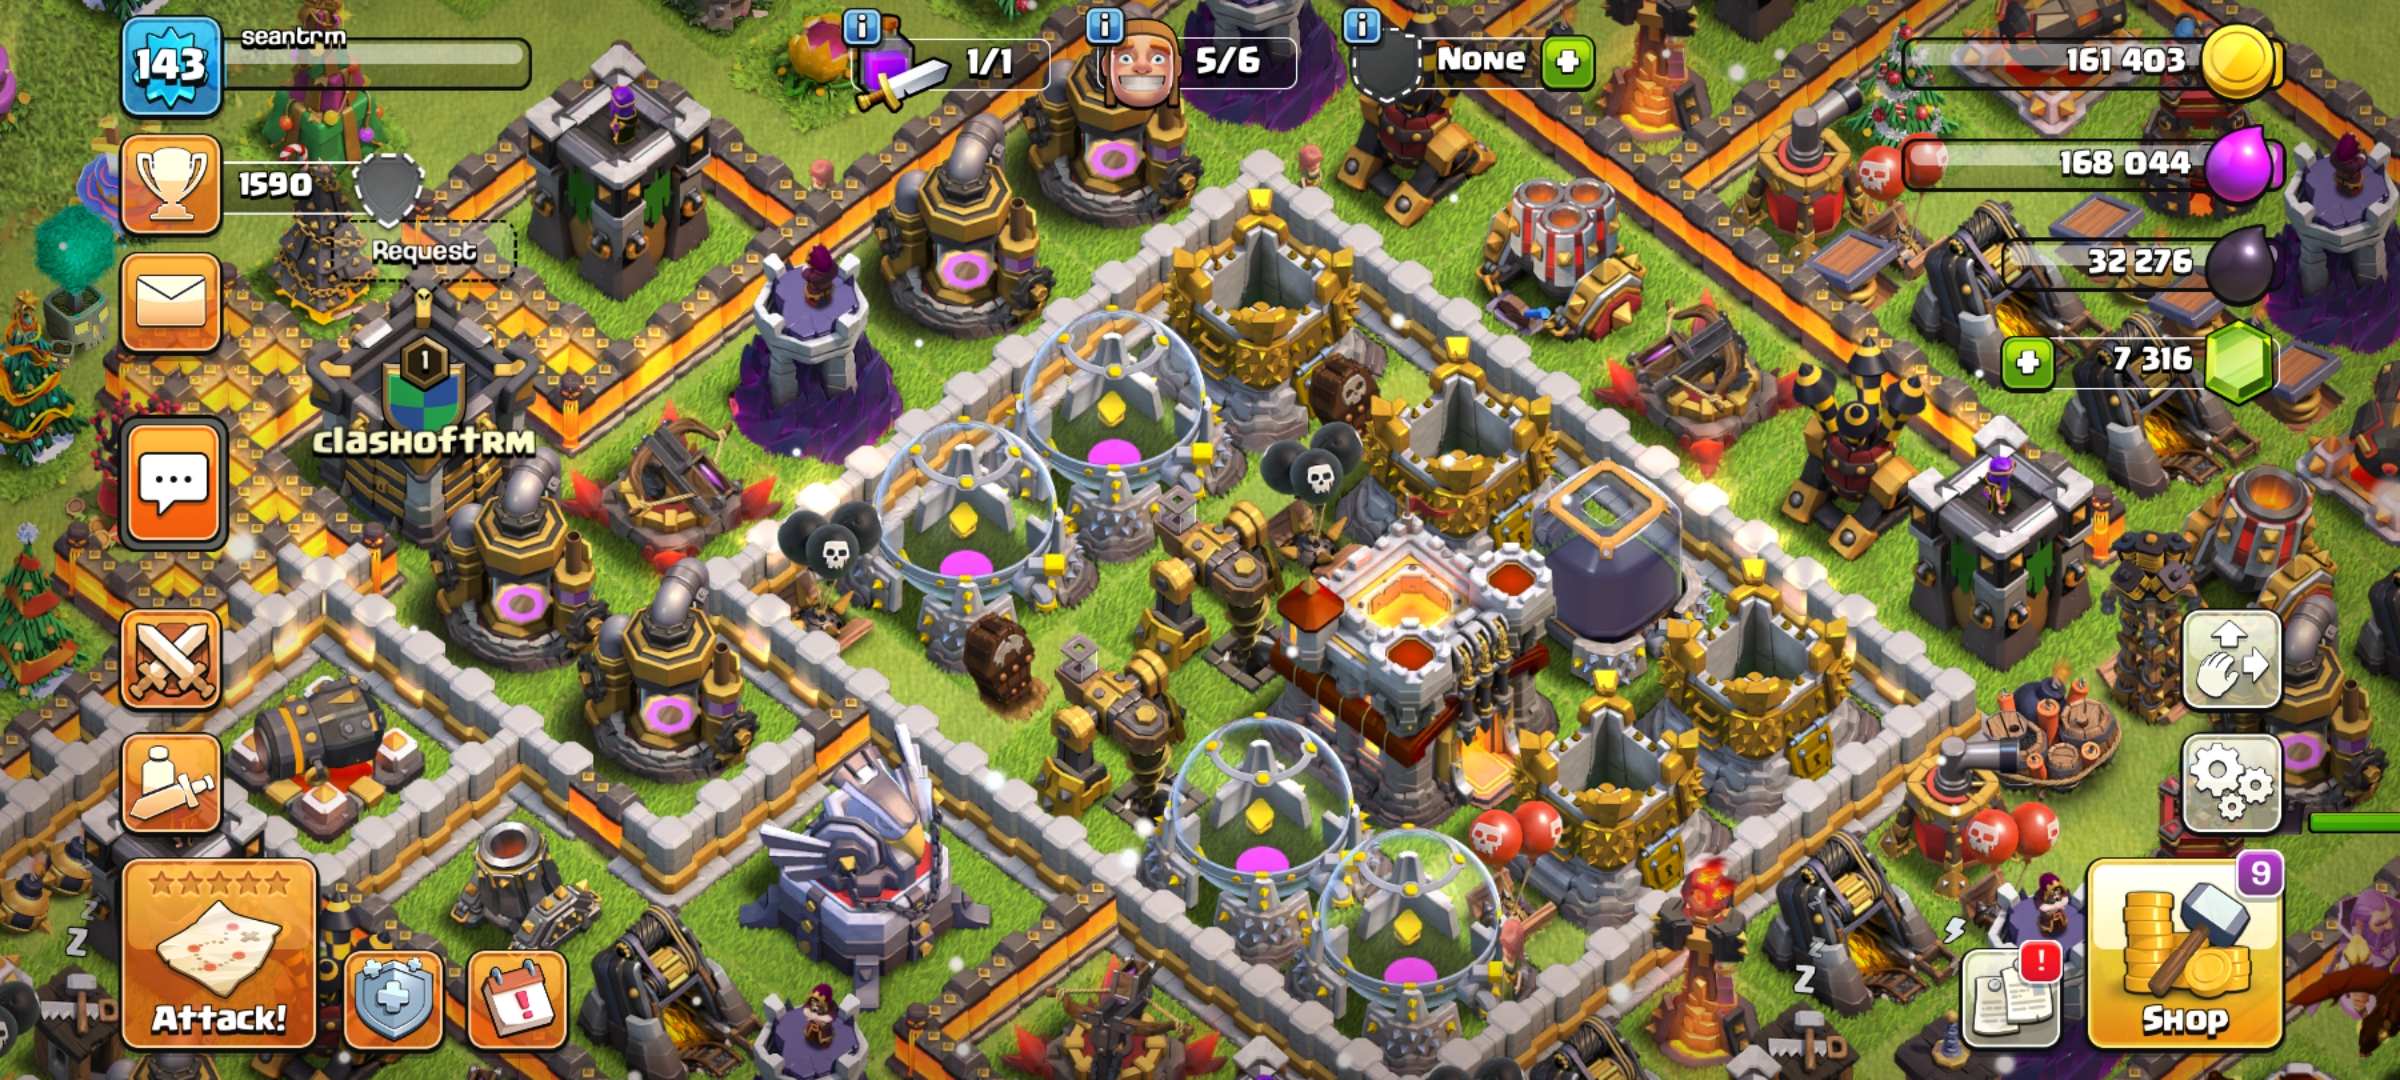 seantrm
143
1/1
5/6
None
161 403
1590
168 044
Request
32 276
7 316
1
clashoftRM
z
z
z
z
9
!
!
Attack!
Shop